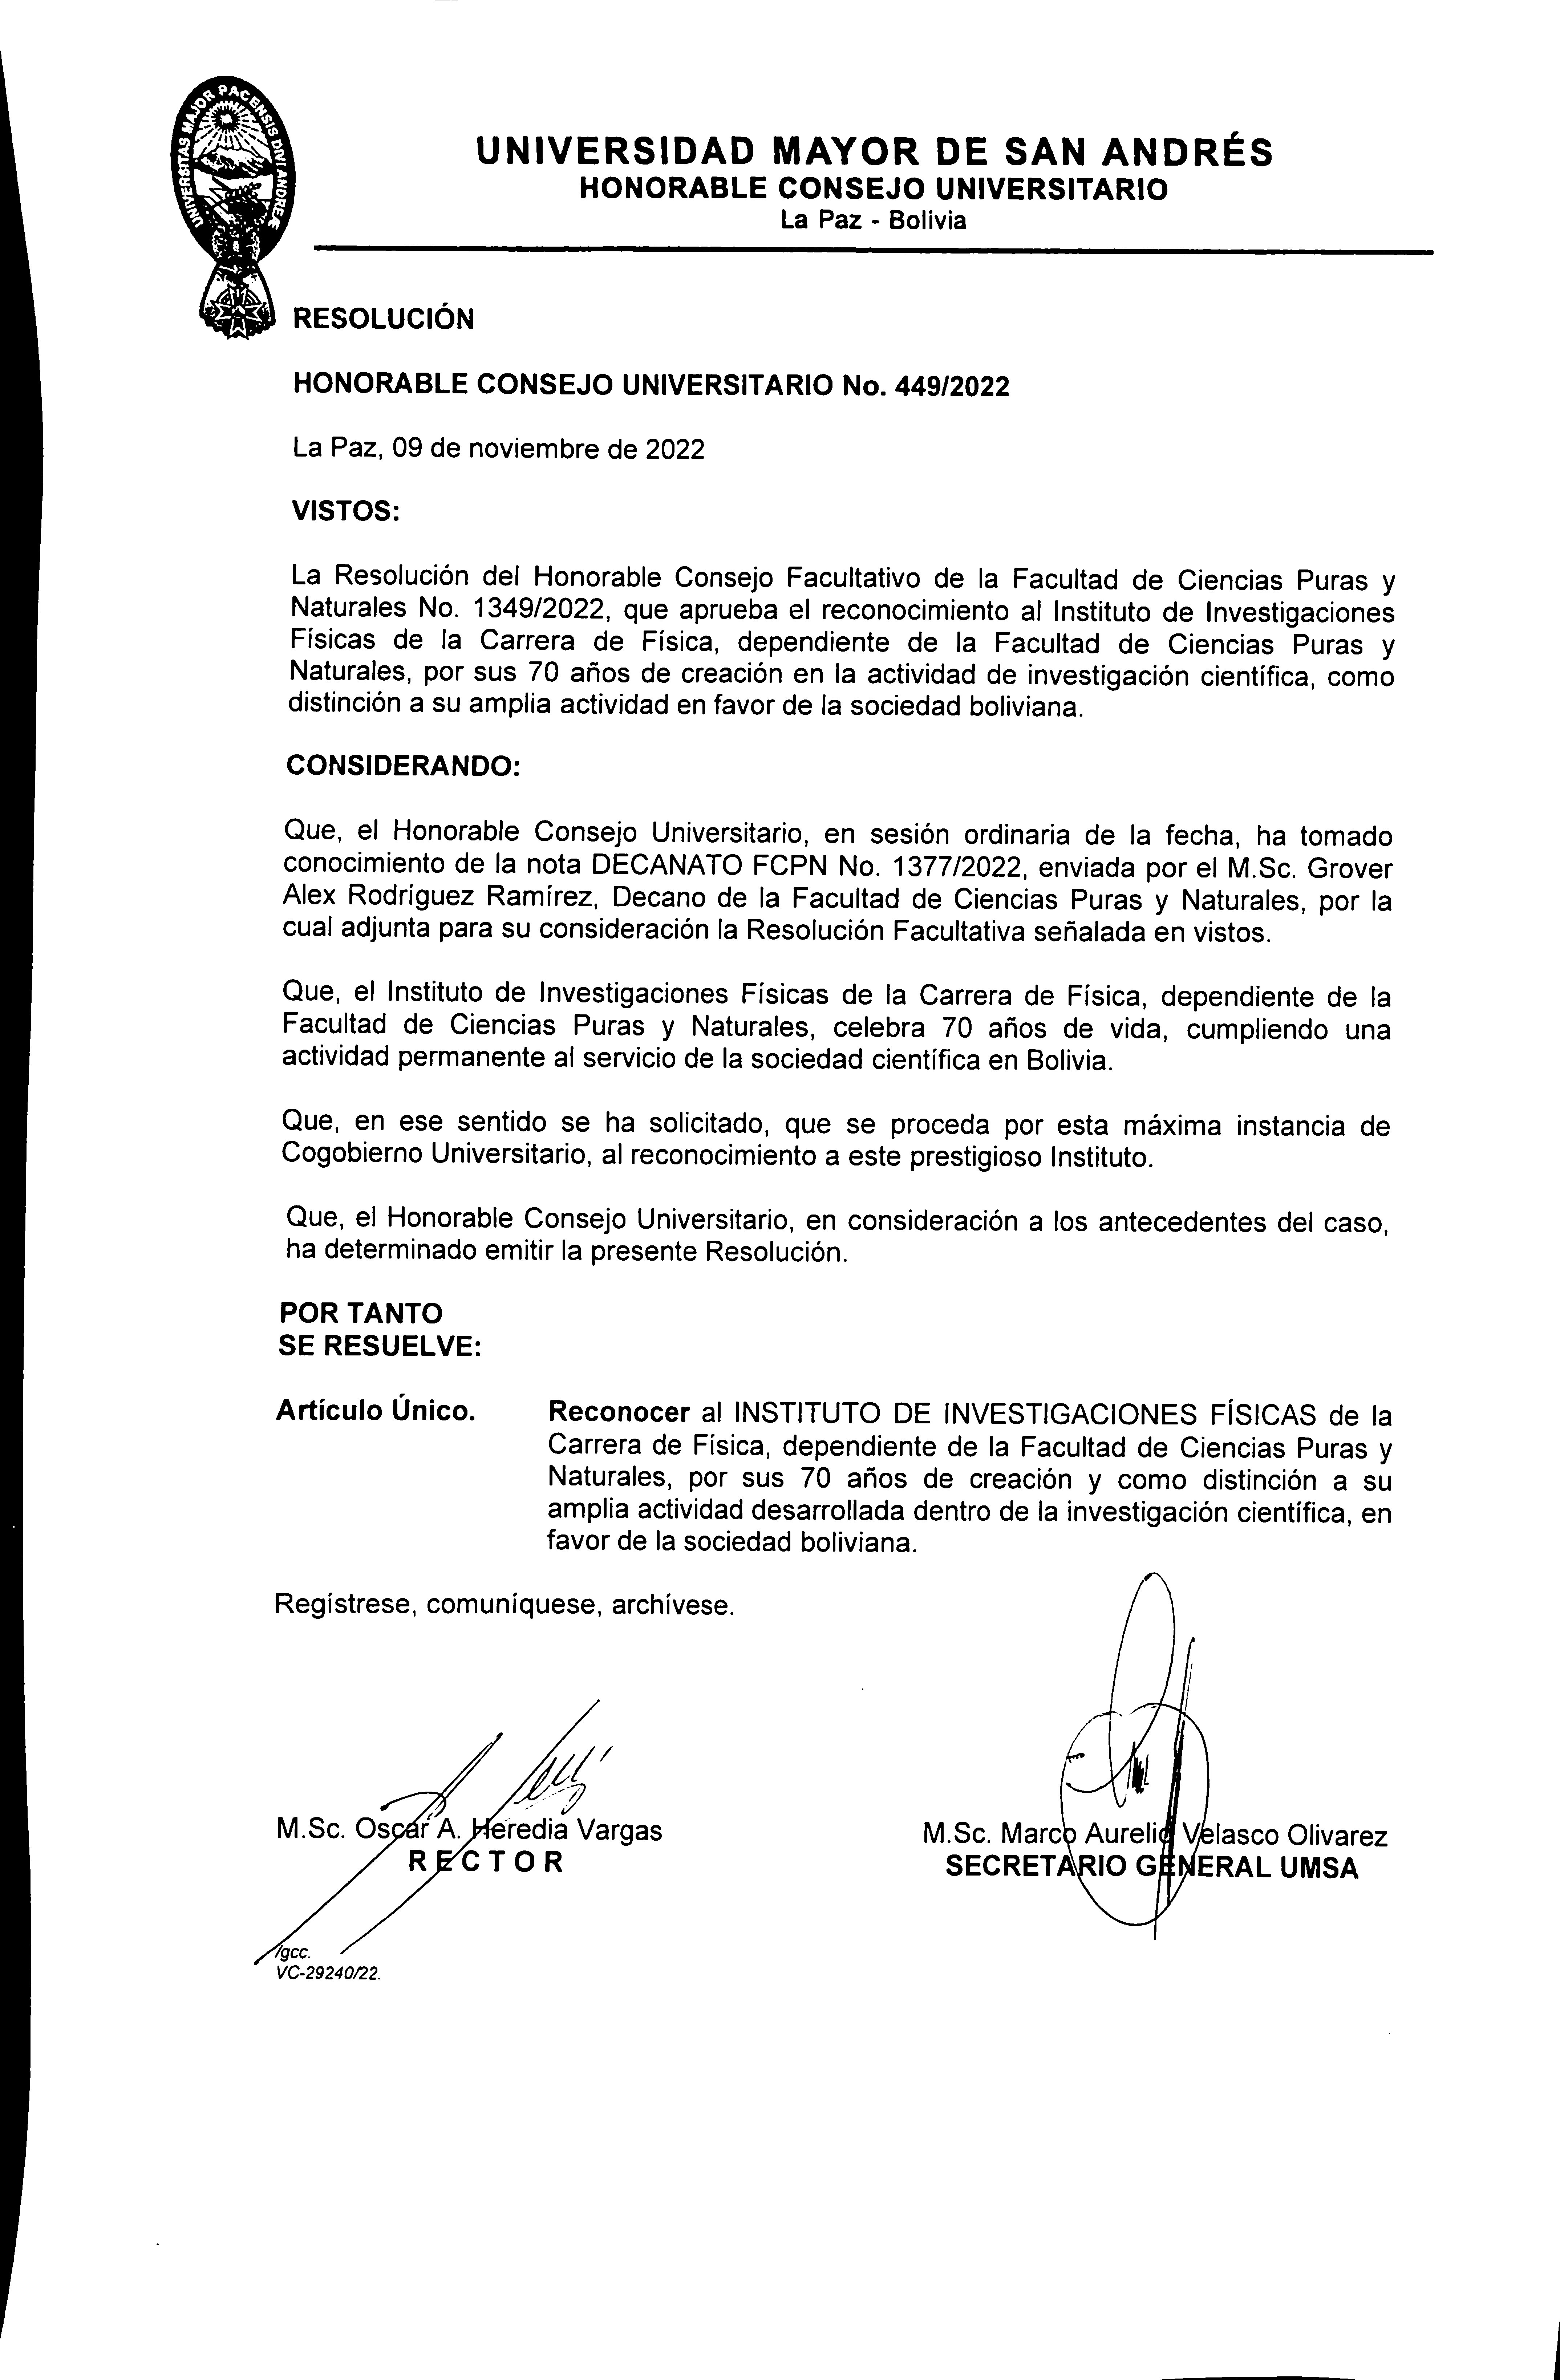 UNIVERSITAS MAJOR PACENSIS DIVI ANDREÆ
UNIVERSIDAD MAYOR DE SAN ANDRÉS
HONORABLE CONSEJO UNIVERSITARIO
La Paz - Bolivia
RESOLUCIÓN
HONORABLE CONSEJO UNIVERSITARIO No. 449/2022
La Paz, 09 de noviembre de 2022
VISTOS:
La Resolución del Honorable Consejo Facultativo de la Facultad de Ciencias Puras y
Naturales No. 1349/2022, que aprueba el reconocimiento al Instituto de Investigaciones
Físicas de la Carrera de Física, dependiente de la Facultad de Ciencias Puras y
Naturales, por sus 70 años de creación en la actividad de investigación científica, como
distinción a su amplia actividad en favor de la sociedad boliviana.
CONSIDERANDO:
Que, el Honorable Consejo Universitario, en sesión ordinaria de la fecha, ha tomado
conocimiento de la nota DECANATO FCPN No. 1377/2022, enviada por el M.Sc. Grover
Alex Rodríguez Ramírez, Decano de la Facultad de Ciencias Puras y Naturales, por la
cual adjunta para su consideración la Resolución Facultativa señalada en vistos.
Que, el Instituto de Investigaciones Físicas de la Carrera de Física, dependiente de la
Facultad de Ciencias Puras y Naturales, celebra 70 años de vida, cumpliendo una
actividad permanente al servicio de la sociedad científica en Bolivia.
Que, en ese sentido se ha solicitado, que se proceda por esta máxima instancia de
Cogobierno Universitario, al reconocimiento a este prestigioso Instituto.
Que, el Honorable Consejo Universitario, en consideración a los antecedentes del caso,
ha determinado emitir la presente Resolución.
POR TANTO
SE RESUELVE:
Artículo Único. Reconocer al INSTITUTO DE INVESTIGACIONES FÍSICAS de la
Carrera de Física, dependiente de la Facultad de Ciencias Puras y
Naturales, por sus 70 años de creación y como distinción a su
amplia actividad desarrollada dentro de la investigación científica, en
favor de la sociedad boliviana.
Regístrese, comuníquese, archívese.
M.Sc. Oscar A. Heredia Vargas
RECTOR
M.Sc. Marco Aurelio Velasco Olivarez
SECRETARIO GENERAL UMSA
/gcc.
VC-29240/22.